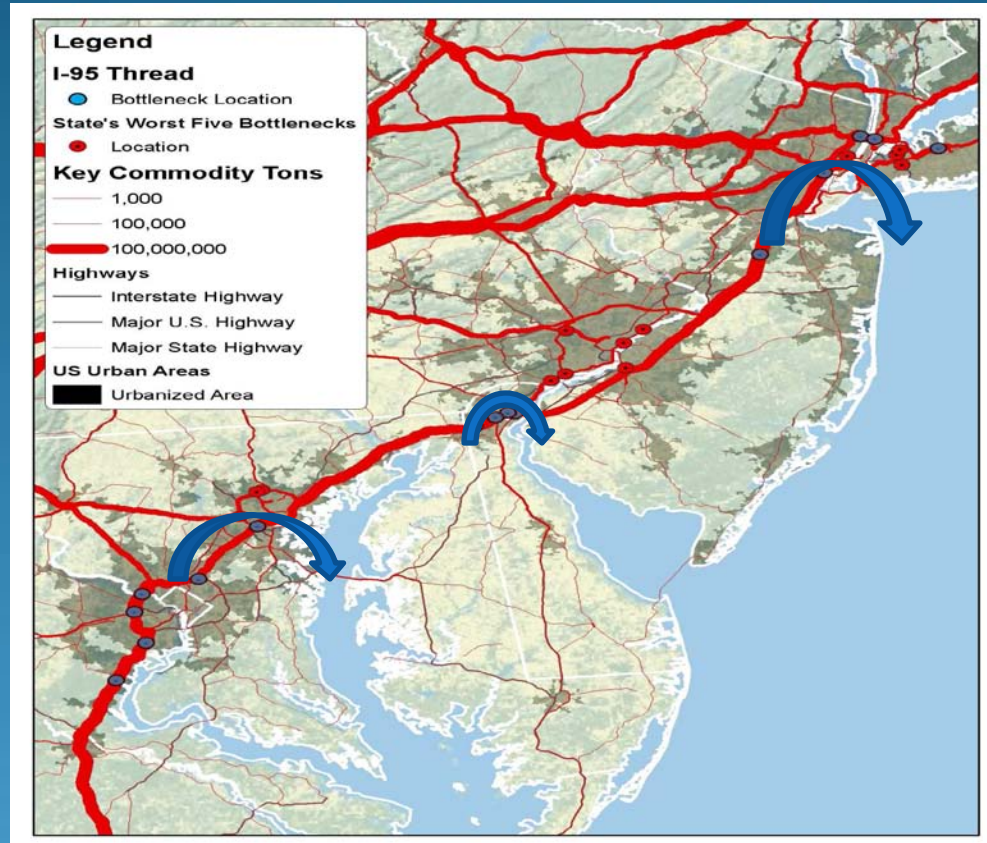 Legend
I-95 Thread
Bottleneck Location
State's Worst Five Bottlenecks
Location
Key Commodity Tons
1,000
100,000
100,000,000
Highways
Interstate Highway
Major U.S. Highway
Major State Highway
US Urban Areas
Urbanized Area